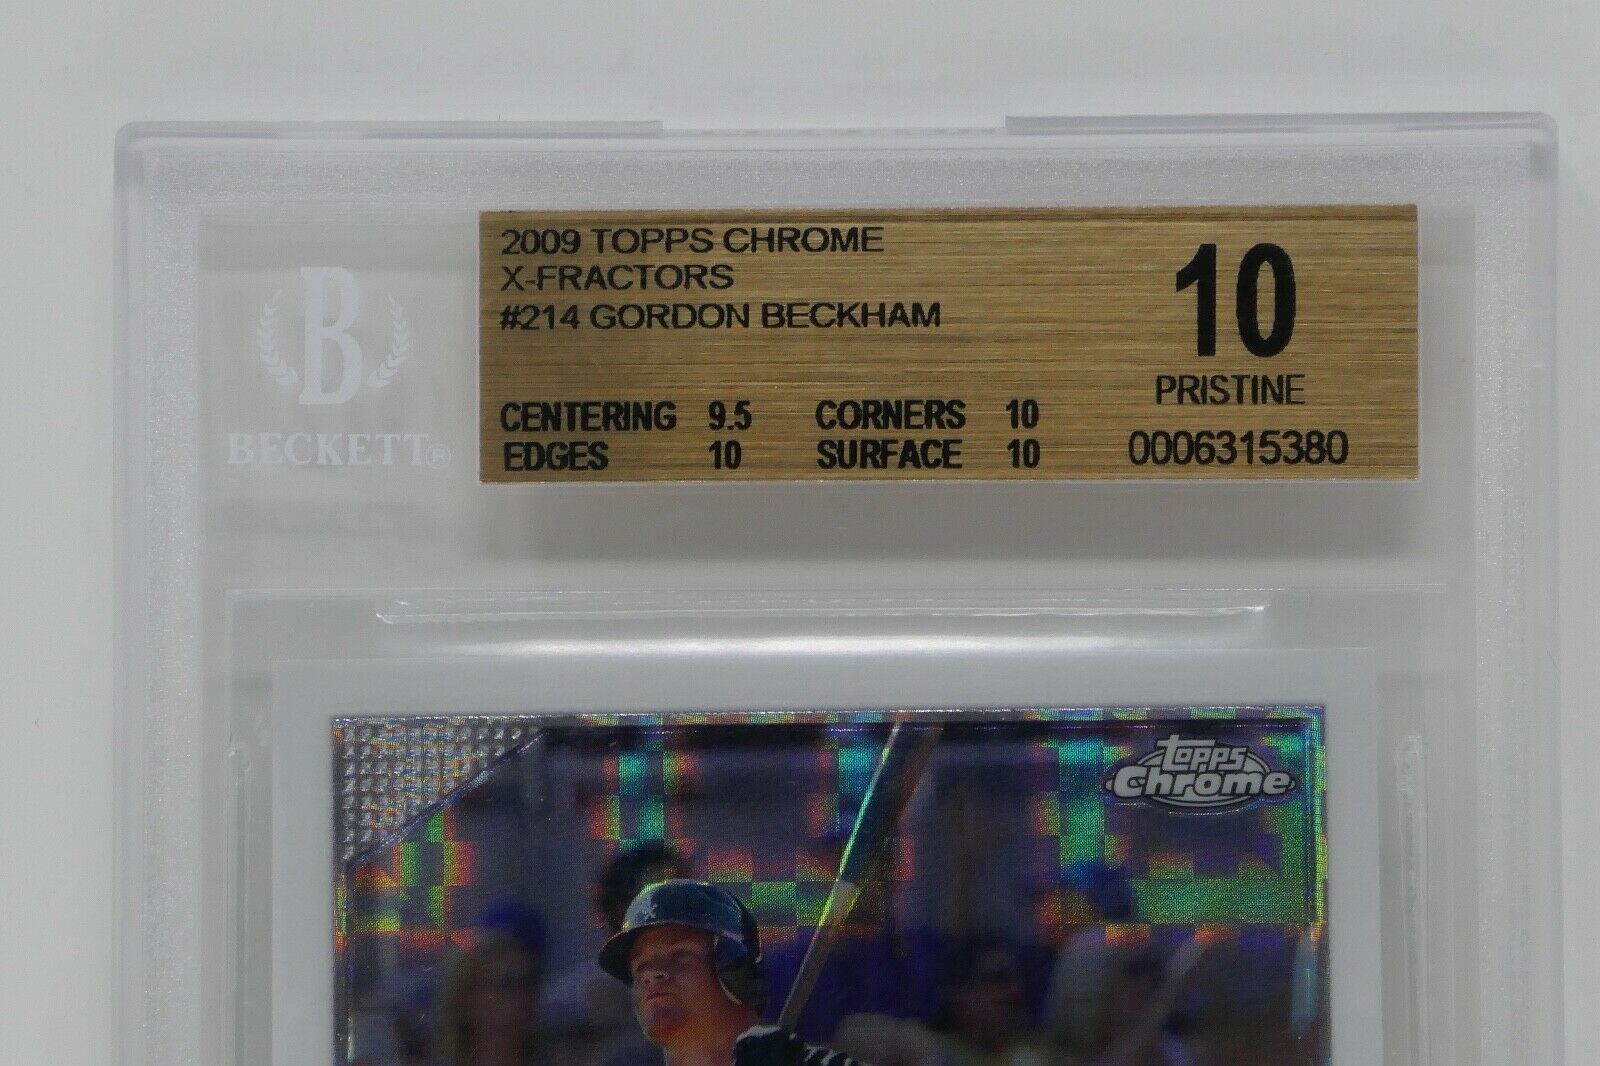 2009 TOPPS CHROME
X-FRACTORS
#214 GORDON BECKHAM
10
PRISTINE
0006315380
CENTERING 9.5 CORNERS 10
EDGES 10 SURFACE 10
B
BECKETT®
topps
Chrome